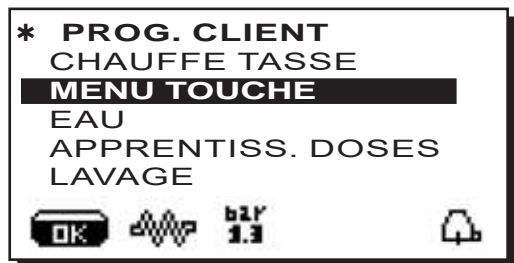 * PROG. CLIENT
CHAUFFE TASSE
MENU TOUCHE
EAU
APPRENTISS. DOSES
LAVAGE
OK bar
1.3